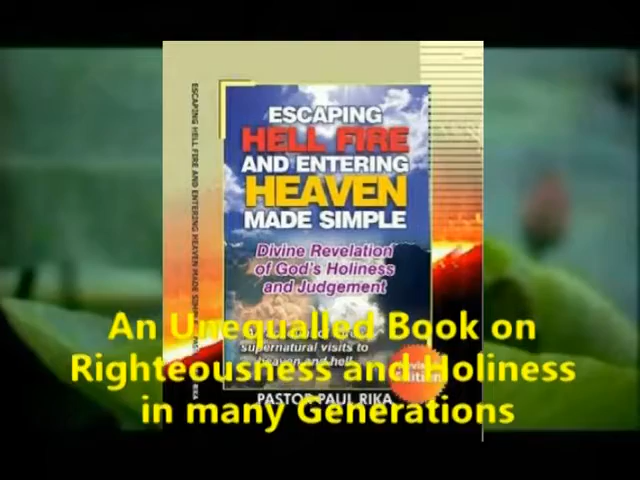 ESCAPING
HELL FIRE
AND ENTERING
HEAVEN
MADE SIMPLE
Divine Revelation
of God's Holiness
and Judgement
supernatural visits to
heaven and hell
PASTOR PAUL RIKA
ESCAPING HELL FIRE AND ENTERING HEAVEN MADE SIMPLE
RIKA
An Unequalled Book on
Righteousness and Holiness
in many Generations